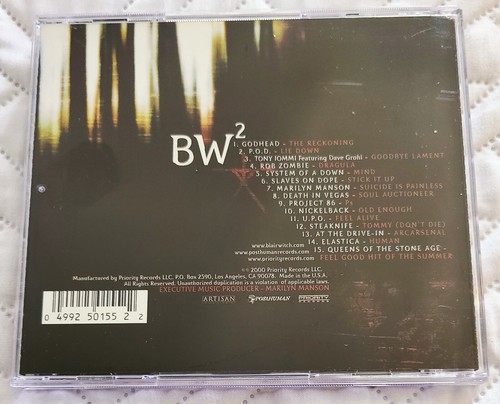 BW2
1. GODHEAD - THE RECKONING
2. P.O.D. - LIE DOWN
3. TONY IOMMI Featuring Dave Grohl - GOODBYE LAMENT
4. ROB ZOMBIE - DRAGULA
5. SYSTEM OF A DOWN - MIND
6. SLAVES ON DOPE - STICK IT UP
7. MARILYN MANSON - SUICIDE IS PAINLESS
8. DEATH IN VEGAS - SOUL AUCTIONEER
9. PROJECT 86 - PS
10. NICKELBACK - OLD ENOUGH
11. U.P.O. - FEEL ALIVE
12. STEAKNIFE - TOMMY (DON'T DIE)
13. AT THE DRIVE-IN - ARCARSENAL
14. ELASTICA - HUMAN
15. QUEENS OF THE STONE AGE -
FEEL GOOD HIT OF THE SUMMER
www.blairwitch.com
www.posthumanrecords.com
www.priorityrecords.com
℗ © 2000 Priority Records LLC.
Manufactured by Priority Records LLC. P.O. Box 2590, Los Angeles, CA 90078. Made in the U.S.A.
All Rights Reserved. Unauthorized duplication is a violation of applicable laws.
EXECUTIVE MUSIC PRODUCER - MARILYN MANSON
ARTISAN POSTHUMAN PRIORITY
0 4992 50155 2 2